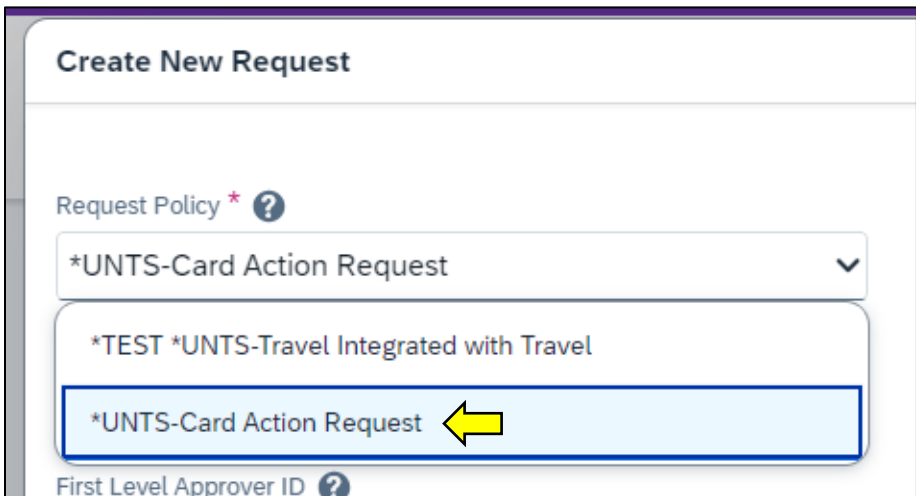 Create New Request
Request Policy * ?
*UNTS-Card Action Request
*TEST *UNTS-Travel Integrated with Travel
*UNTS-Card Action Request
First Level Approver ID ?